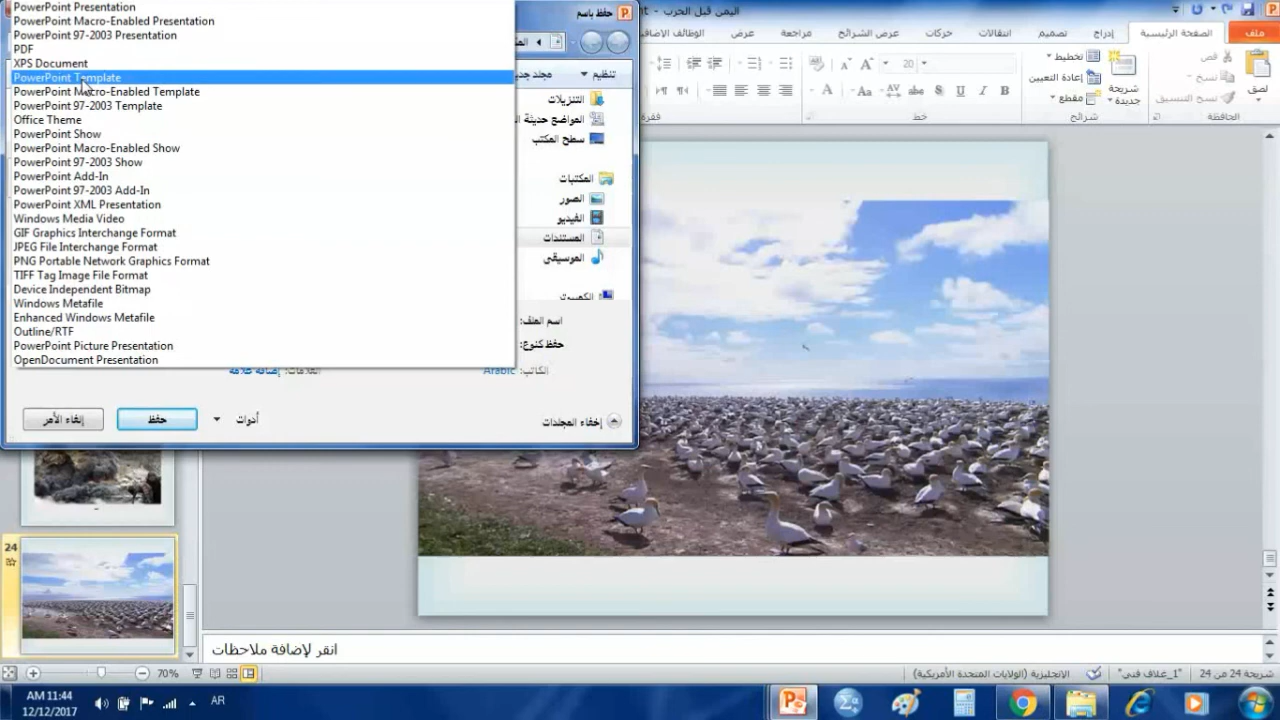 PowerPoint Presentation
PowerPoint Macro-Enabled Presentation
PowerPoint 97-2003 Presentation
PDF
XPS Document
PowerPoint Template
PowerPoint Macro-Enabled Template
PowerPoint 97-2003 Template
Office Theme
PowerPoint Show
PowerPoint Macro-Enabled Show
PowerPoint 97-2003 Show
PowerPoint Add-In
PowerPoint 97-2003 Add-In
PowerPoint XML Presentation
Windows Media Video
GIF Graphics Interchange Format
JPEG File Interchange Format
PNG Portable Network Graphics Format
TIFF Tag Image File Format
Device Independent Bitmap
Windows Metafile
Enhanced Windows Metafile
Outline/RTF
PowerPoint Picture Presentation
OpenDocument Presentation
حفظ باسم
تنظيم
مجلد جديد
التنزيلات
المواضع حديثة
سطح المكتب
المكتبات
الصور
الفيديو
المستندات
الموسيقى
الكمبيوتر
اسم الملف:
حفظ كنوع:
الكاتب: Arabic
العلامات: إضافة علامة
إخفاء المجلدات
أدوات
حفظ
إلغاء الأمر
اليمن قبل الحرب
ملف
الصفحة الرئيسية
إدراج
تصميم
انتقالات
حركات
عرض الشرائح
مراجعة
عرض
قص
نسخ
نسخ التنسيق
لصق
الحافظة
تخطيط
إعادة التعيين
مقطع
شريحة جديدة
شرائح
20
خط
24
انقر لإضافة ملاحظات
شريحة 24 من 24
"1_غلاف فني"
الإنجليزية (الولايات المتحدة الأمريكية)
70%
AR
AM 11:44
12/12/2017